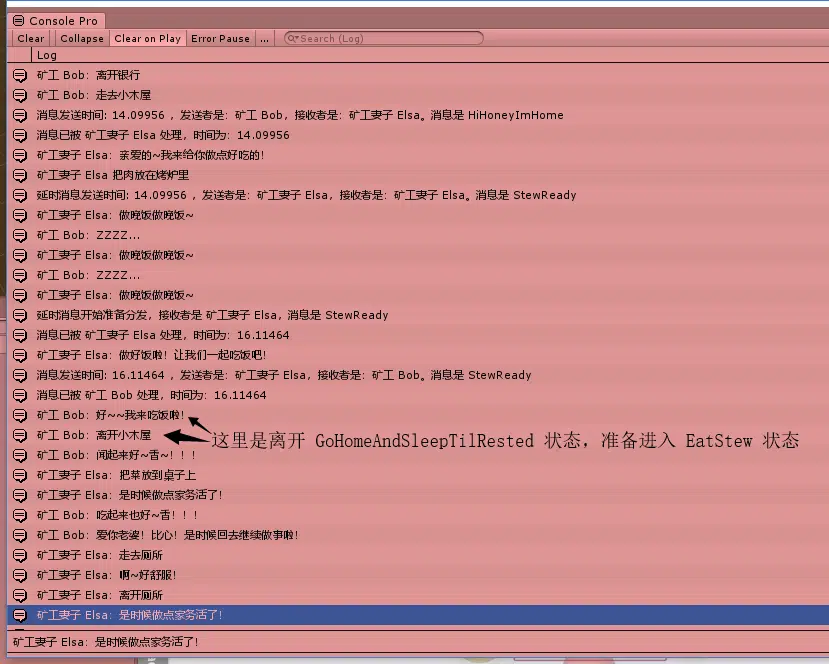 Console Pro
Clear Collapse Clear on Play Error Pause ... Search (Log)
Log
矿工 Bob: 离开银行
矿工 Bob: 走去小木屋
消息发送时间: 14.09956 ，发送者是：矿工 Bob，接收者是：矿工妻子 Elsa。消息是 HiHoneyImHome
消息已被 矿工妻子 Elsa 处理，时间为：14.09956
矿工妻子 Elsa: 亲爱的~我来给你做点好吃的!
矿工妻子 Elsa 把肉放在烤炉里
延时消息发送时间: 14.09956 ，发送者是：矿工妻子 Elsa，接收者是：矿工妻子 Elsa。消息是 StewReady
矿工妻子 Elsa: 做晚饭做晚饭~
矿工 Bob: ZZZZ...
矿工妻子 Elsa: 做晚饭做晚饭~
矿工 Bob: ZZZZ...
矿工妻子 Elsa: 做晚饭做晚饭~
延时消息开始准备分发，接收者是 矿工妻子 Elsa，消息是 StewReady
消息已被 矿工妻子 Elsa 处理，时间为：16.11464
矿工妻子 Elsa: 做好饭啦！让我们一起吃饭吧!
消息发送时间: 16.11464 ，发送者是：矿工妻子 Elsa，接收者是：矿工 Bob。消息是 StewReady
消息已被 矿工 Bob 处理，时间为：16.11464
矿工 Bob: 好~~我来吃饭啦!
矿工 Bob: 离开小木屋
这里是离开 GoHomeAndSleepTilRested 状态，准备进入 EatStew 状态
矿工 Bob: 闻起来好~香~！！！
矿工妻子 Elsa: 把菜放到桌子上
矿工妻子 Elsa: 是时候做点家务活了!
矿工 Bob: 吃起来也好~香！！！
矿工 Bob: 爱你老婆！比心！是时候回去继续做事啦!
矿工妻子 Elsa: 走去厕所
矿工妻子 Elsa: 啊~好舒服!
矿工妻子 Elsa: 离开厕所
矿工妻子 Elsa: 是时候做点家务活了!
矿工妻子 Elsa: 是时候做点家务活了!